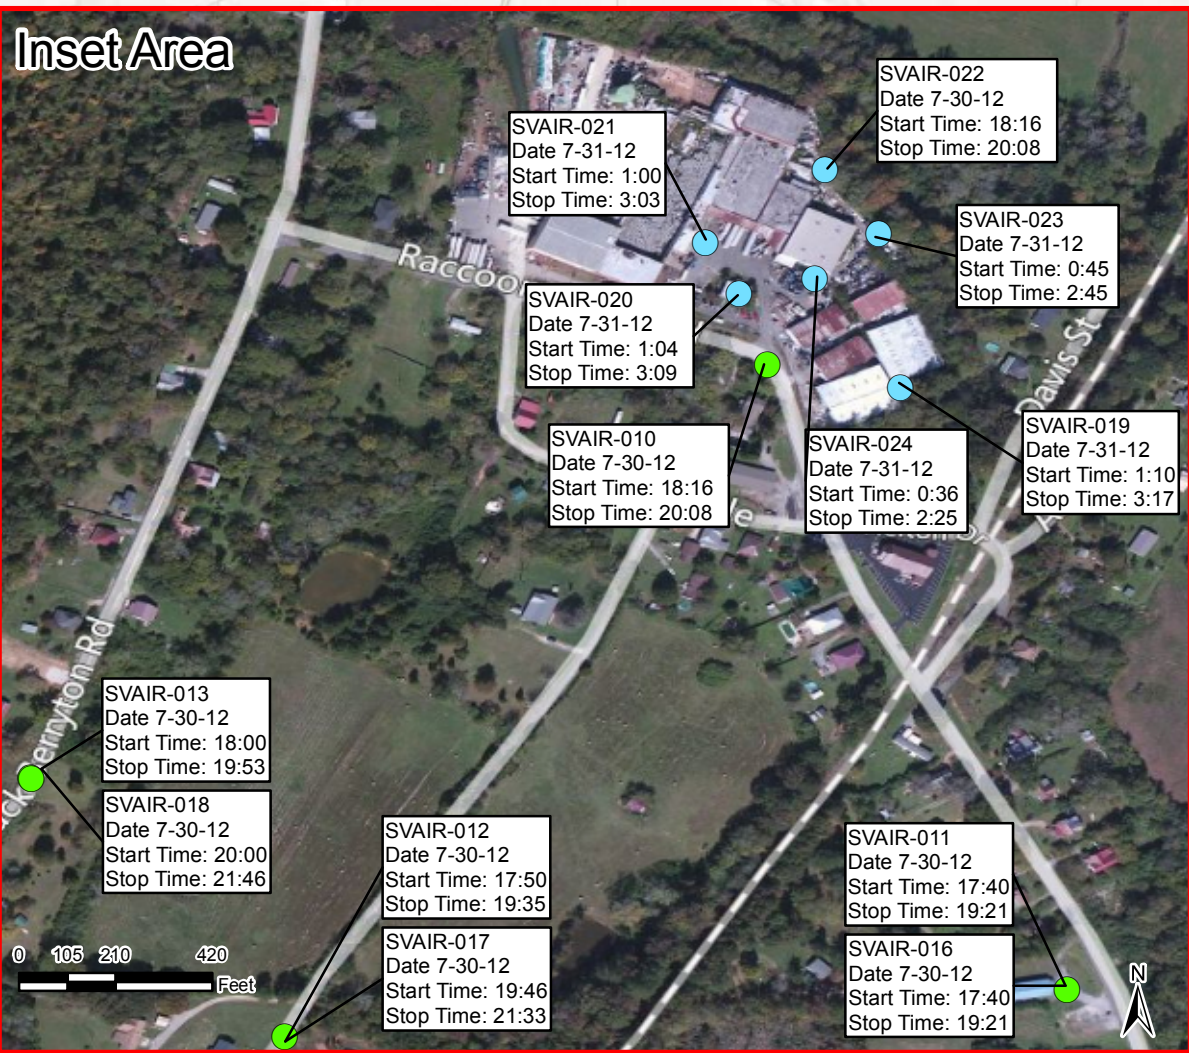 Inset Area
SVAIR-022
Date 7-30-12
Start Time: 18:16
Stop Time: 20:08
SVAIR-021
Date 7-31-12
Start Time: 1:00
Stop Time: 3:03
SVAIR-023
Date 7-31-12
Start Time: 0:45
Stop Time: 2:45
SVAIR-020
Date 7-31-12
Start Time: 1:04
Stop Time: 3:09
Davis St
SVAIR-010
Date 7-30-12
Start Time: 18:16
Stop Time: 20:08
SVAIR-024
Date 7-31-12
Start Time: 0:36
Stop Time: 2:25
SVAIR-019
Date 7-31-12
Start Time: 1:10
Stop Time: 3:17
Berryton Rd
SVAIR-013
Date 7-30-12
Start Time: 18:00
Stop Time: 19:53
SVAIR-018
Date 7-30-12
Start Time: 20:00
Stop Time: 21:46
SVAIR-012
Date 7-30-12
Start Time: 17:50
Stop Time: 19:35
SVAIR-011
Date 7-30-12
Start Time: 17:40
Stop Time: 19:21
SVAIR-017
Date 7-30-12
Start Time: 19:46
Stop Time: 21:33
SVAIR-016
Date 7-30-12
Start Time: 17:40
Stop Time: 19:21
0 105 210 420
Feet
N